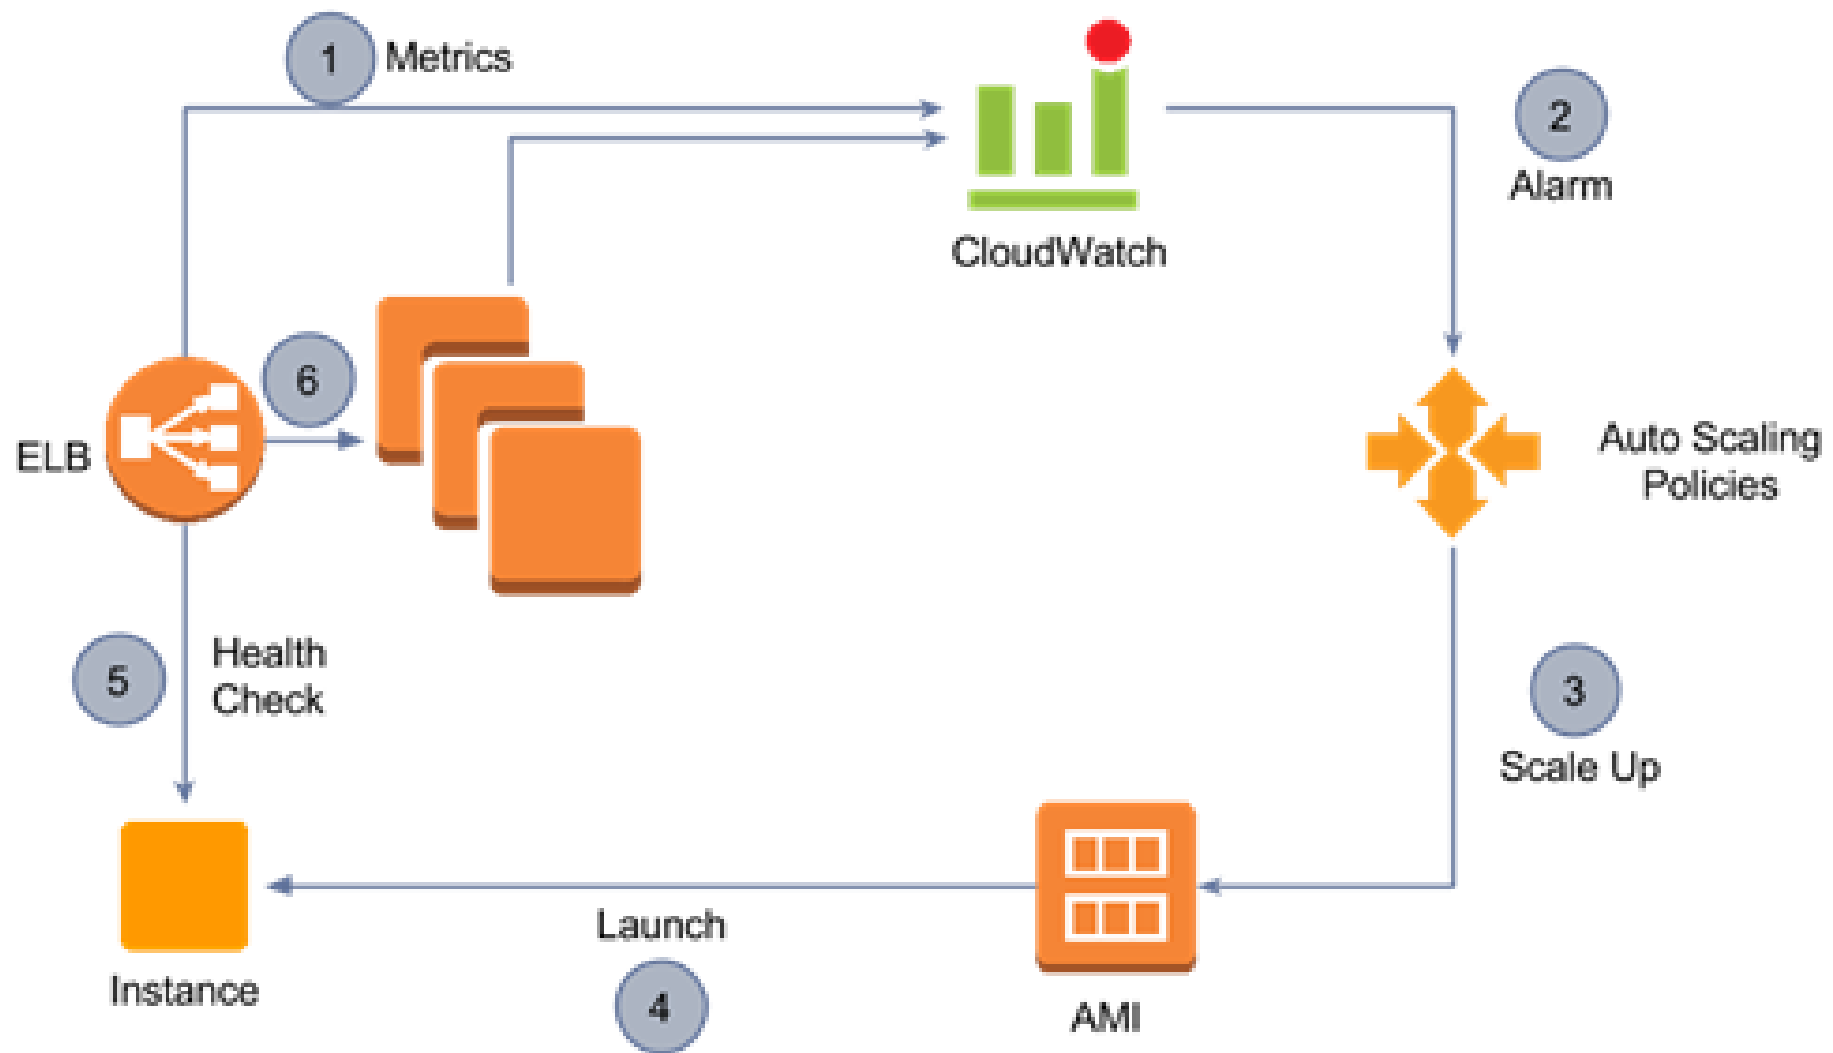 1
Metrics
2
Alarm
CloudWatch
6
ELB
Auto Scaling
Policies
5
Health
Check
3
Scale Up
Launch
4
Instance
AMI